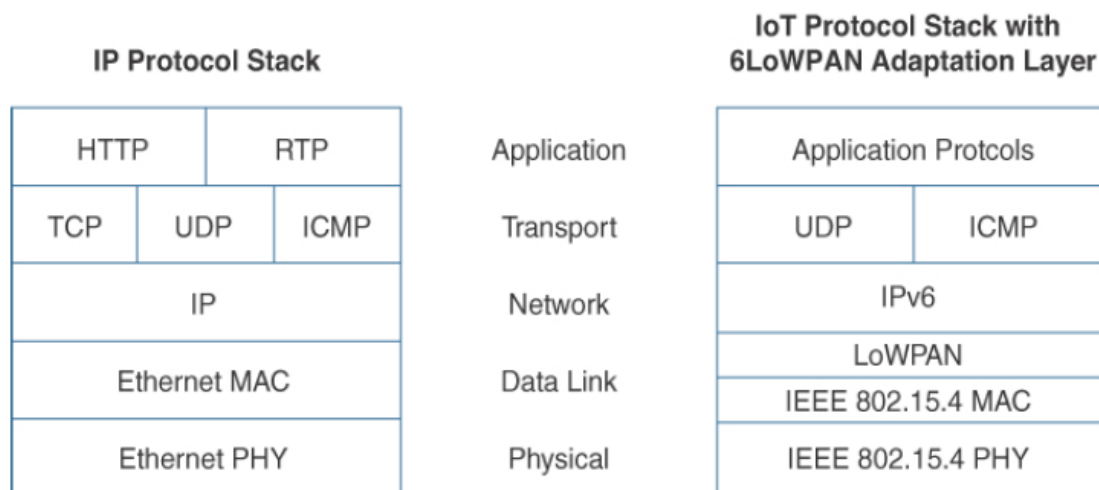 IP Protocol Stack
IoT Protocol Stack with
6LoWPAN Adaptation Layer
HTTP RTP Application Application Protcols
TCP UDP ICMP Transport UDP ICMP
IP Network IPv6
Ethernet MAC Data Link LoWPAN
IEEE 802.15.4 MAC
Ethernet PHY Physical IEEE 802.15.4 PHY